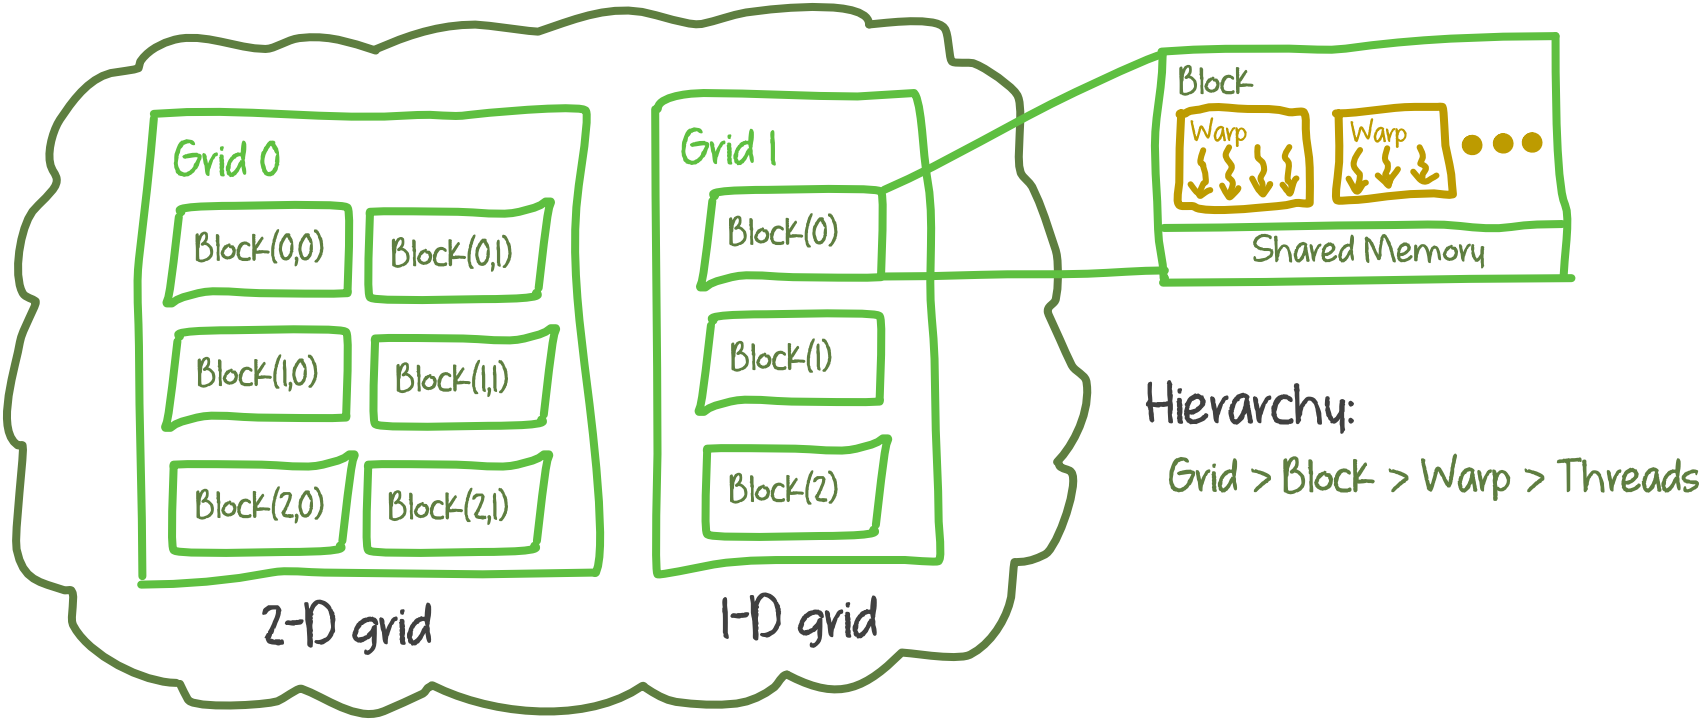 Grid 0
Block(0,0)
Block(0,1)
Block(1,0)
Block(1,1)
Block(2,0)
Block(2,1)
2-D grid
Grid 1
Block(0)
Block(1)
Block(2)
1-D grid
Block
Warp
Warp
Shared Memory
Hierarchy:
Grid > Block > Warp > Threads